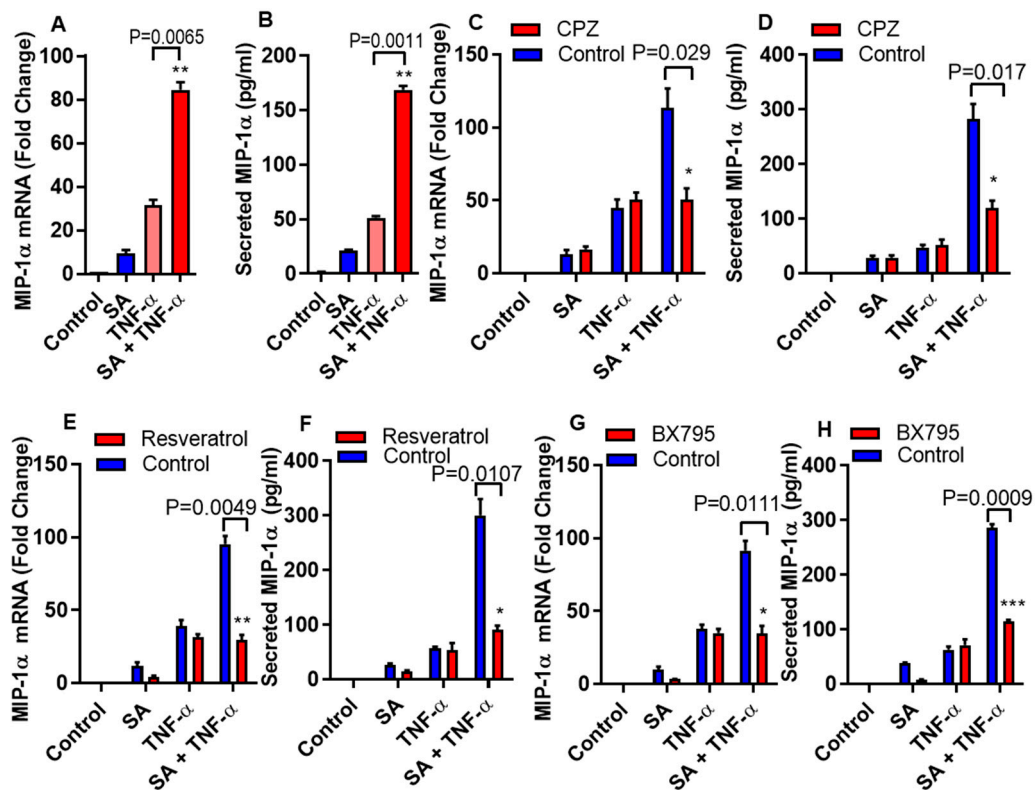 A
P=0.0065
**
MIP-1α mRNA (Fold Change)
100
80
60
40
20
0
Control
SA
TNF-α
SA + TNF-α
B
P=0.0011
**
Secreted MIP-1α (pg/ml)
200
150
100
50
0
Control
SA
TNF-α
SA + TNF-α
C
CPZ
Control
P=0.029
*
MIP-1α mRNA (Fold Change)
150
100
50
0
Control
SA
TNF-α
SA + TNF-α
D
CPZ
Control
P=0.017
*
Secreted MIP-1α (pg/ml)
400
300
200
100
0
Control
SA
TNF-α
SA + TNF-α
E
Resveratrol
Control
P=0.0049
**
MIP-1α mRNA (Fold Change)
150
100
50
0
Control
SA
TNF-α
SA + TNF-α
F
Resveratrol
Control
P=0.0107
*
Secreted MIP-1α (pg/ml)
400
300
200
100
0
Control
SA
TNF-α
SA + TNF-α
G
BX795
Control
P=0.0111
*
MIP-1α mRNA (Fold Change)
150
100
50
0
Control
SA
TNF-α
SA + TNF-α
H
BX795
Control
P=0.0009
***
Secreted MIP-1α (pg/ml)
400
300
200
100
0
Control
SA
TNF-α
SA + TNF-α